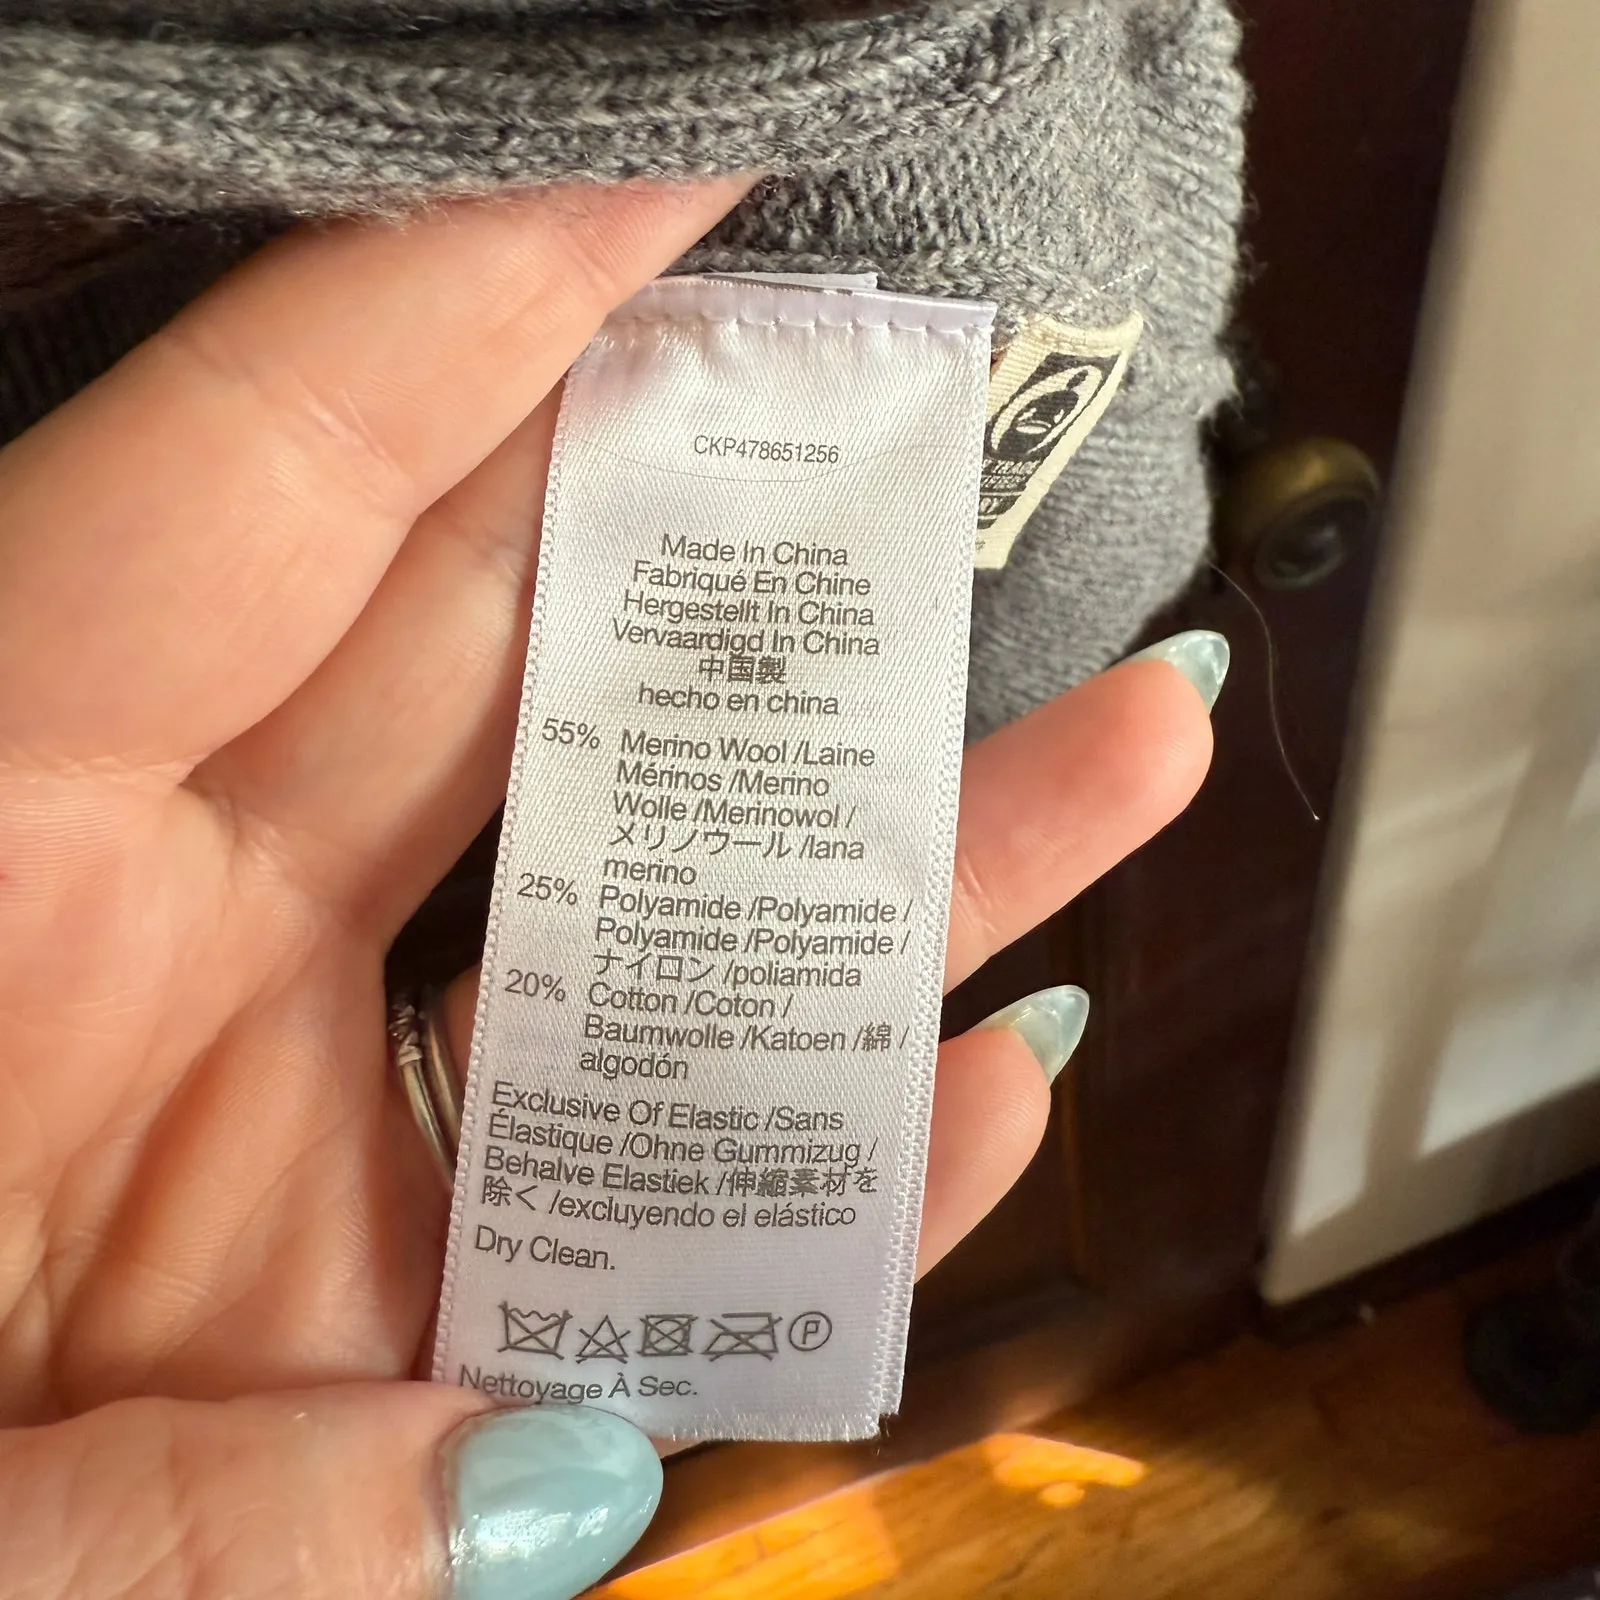 CKP478651256
Made In China
Fabriqué En Chine
Hergestellt In China
Vervaardigd In China
中国製
hecho en china
55% Merino Wool /Laine
Mérinos /Merino
Wolle /Merinowol /
メリノウール /lana
merino
25% Polyamide /Polyamide /
Polyamide /Polyamide /
ナイロン /poliamida
20% Cotton /Coton /
Baumwolle /Katoen /綿 /
algodón
Exclusive Of Elastic /Sans
Élastique /Ohne Gummizug /
Behalve Elastiek /伸縮素材を
除く /excluyendo el elástico
Dry Clean.
P
Nettoyage À Sec.
TRADE